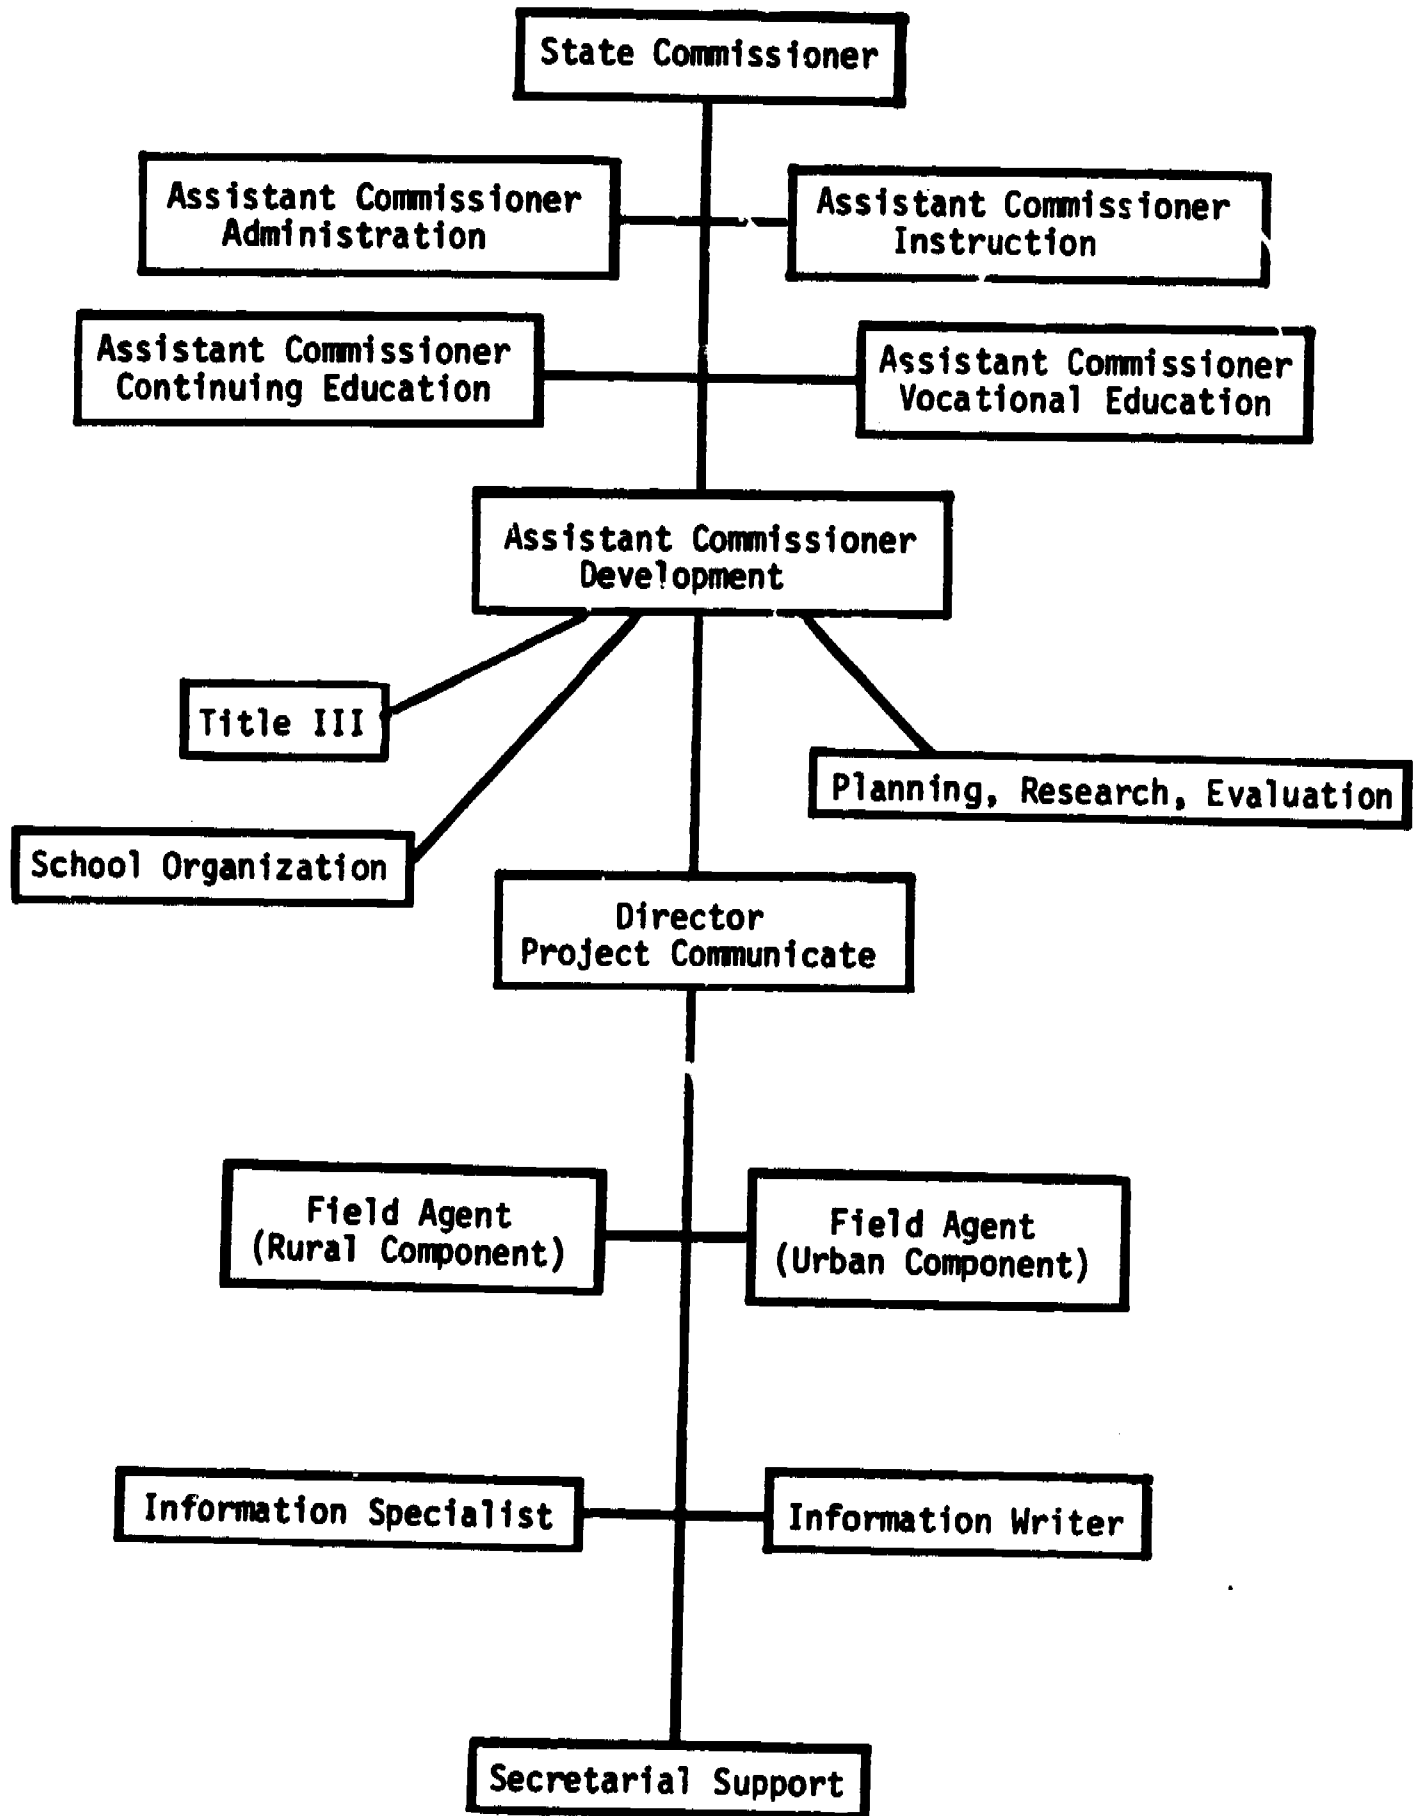 State Commissioner
Assistant Commissioner
Administration
Assistant Commissioner
Instruction
Assistant Commissioner
Continuing Education
Assistant Commissioner
Vocational Education
Assistant Commissioner
Development
Title III
Planning, Research, Evaluation
School Organization
Director
Project Communicate
Field Agent
(Rural Component)
Field Agent
(Urban Component)
Information Specialist
Information Writer
Secretarial Support